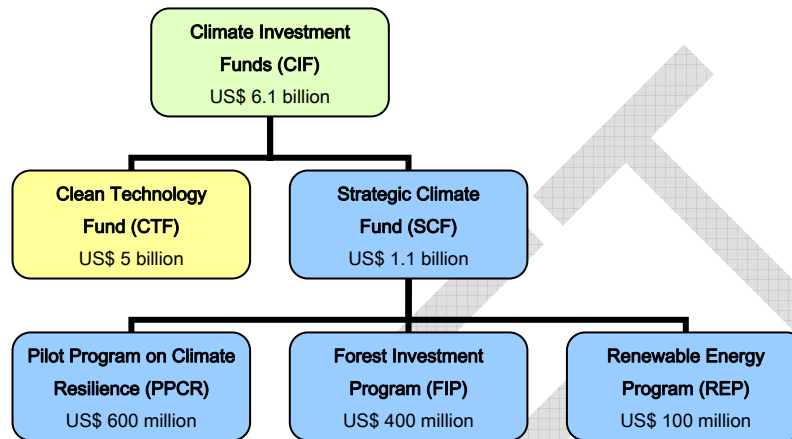 Climate Investment
Funds (CIF)
US$ 6.1 billion
Clean Technology
Fund (CTF)
US$ 5 billion
Strategic Climate
Fund (SCF)
US$ 1.1 billion
Pilot Program on Climate
Resilience (PPCR)
US$ 600 million
Forest Investment
Program (FIP)
US$ 400 million
Renewable Energy
Program (REP)
US$ 100 million